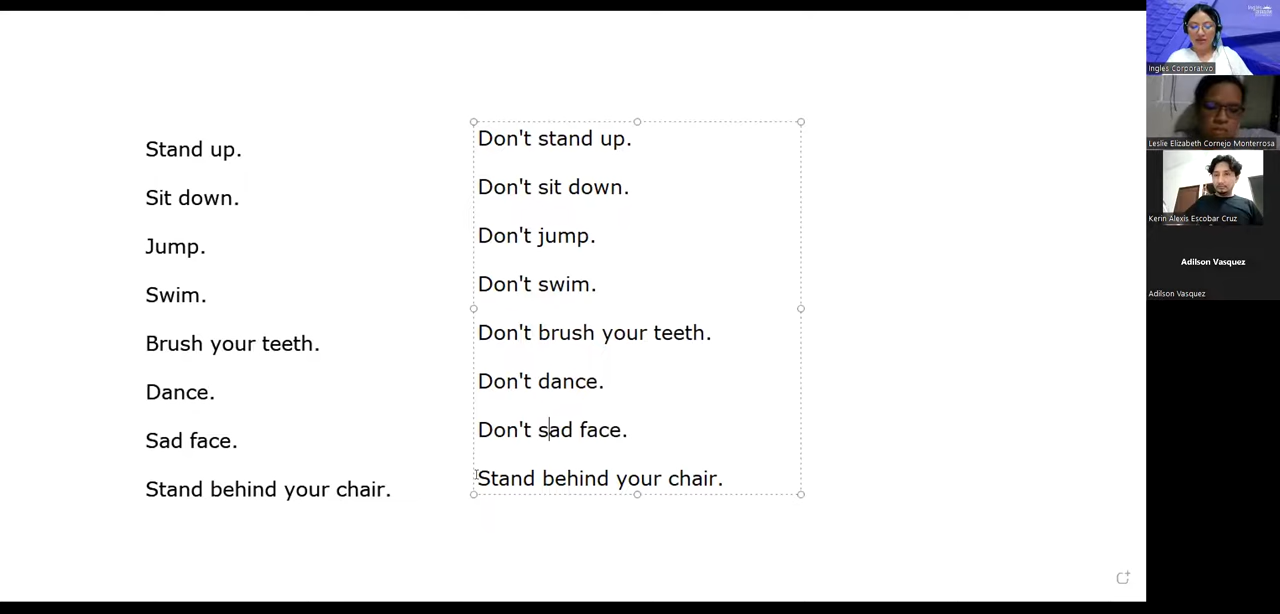 Stand up.
Sit down.
Jump.
Swim.
Brush your teeth.
Dance.
Sad face.
Stand behind your chair.
Don't stand up.
Don't sit down.
Don't jump.
Don't swim.
Don't brush your teeth.
Don't dance.
Don't sad face.
Stand behind your chair.
Ingles Corporativo
Leslie Elizabeth Cornejo Monterrosa
Kerin Alexis Escobar Cruz
Adilson Vasquez
Adilson Vasquez